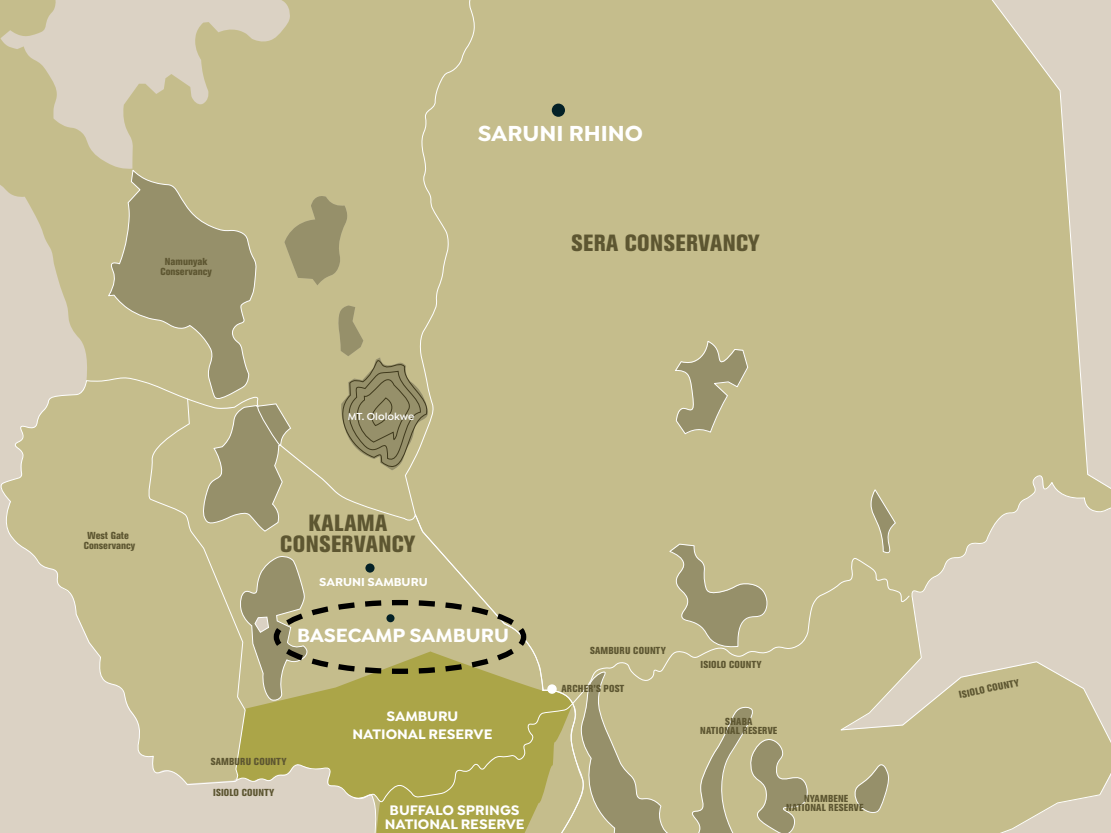 SARUNI RHINO
SERA CONSERVANCY
Namunyak
Conservancy
MT. Ololokwe
KALAMA
CONSERVANCY
West Gate
Conservancy
SARUNI SAMBURU
BASECAMP SAMBURU
SAMBURU COUNTY
ISIOLO COUNTY
ARCHER'S POST
ISIOLO COUNTY
SAMBURU
NATIONAL RESERVE
SHABA
NATIONAL RESERVE
SAMBURU COUNTY
ISIOLO COUNTY
NYAMBENE
NATIONAL RESERVE
BUFFALO SPRINGS
NATIONAL RESERVE